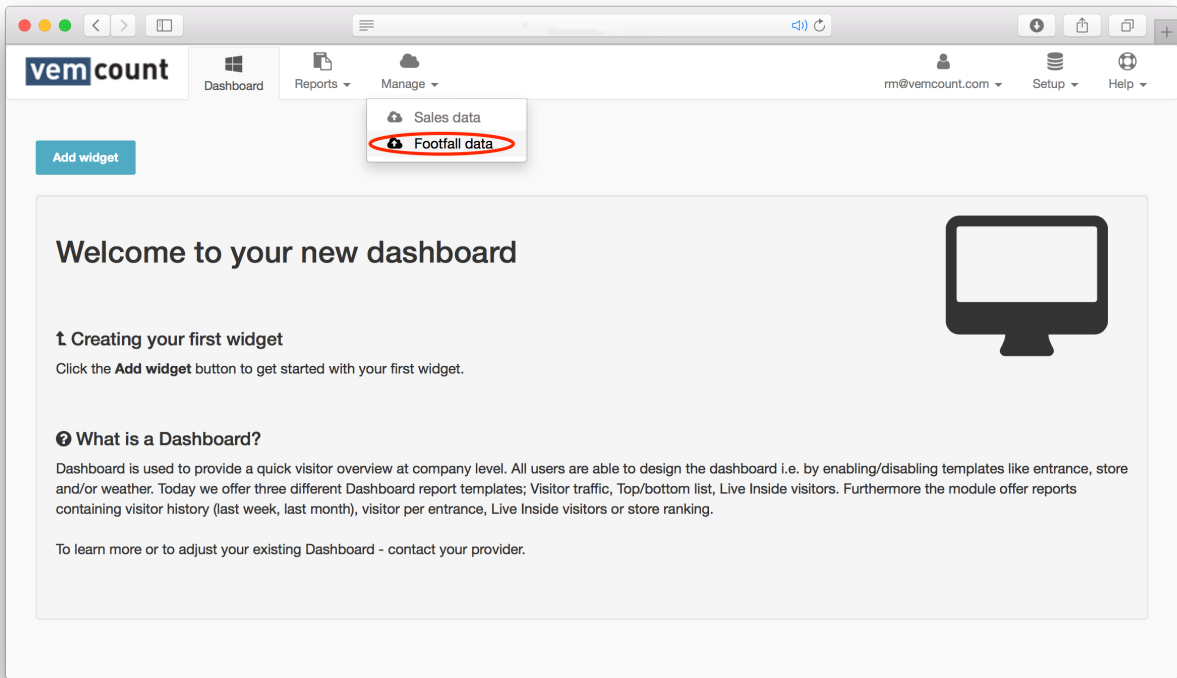 vemcount
Dashboard
Reports
Manage
rm@vemcount.com
Setup
Help
Sales data
Footfall data
Add widget
Welcome to your new dashboard
Creating your first widget
Click the Add widget button to get started with your first widget.
What is a Dashboard?
Dashboard is used to provide a quick visitor overview at company level. All users are able to design the dashboard i.e. by enabling/disabling templates like entrance, store
and/or weather. Today we offer three different Dashboard report templates; Visitor traffic, Top/bottom list, Live Inside visitors. Furthermore the module offer reports
containing visitor history (last week, last month), visitor per entrance, Live Inside visitors or store ranking.
To learn more or to adjust your existing Dashboard - contact your provider.